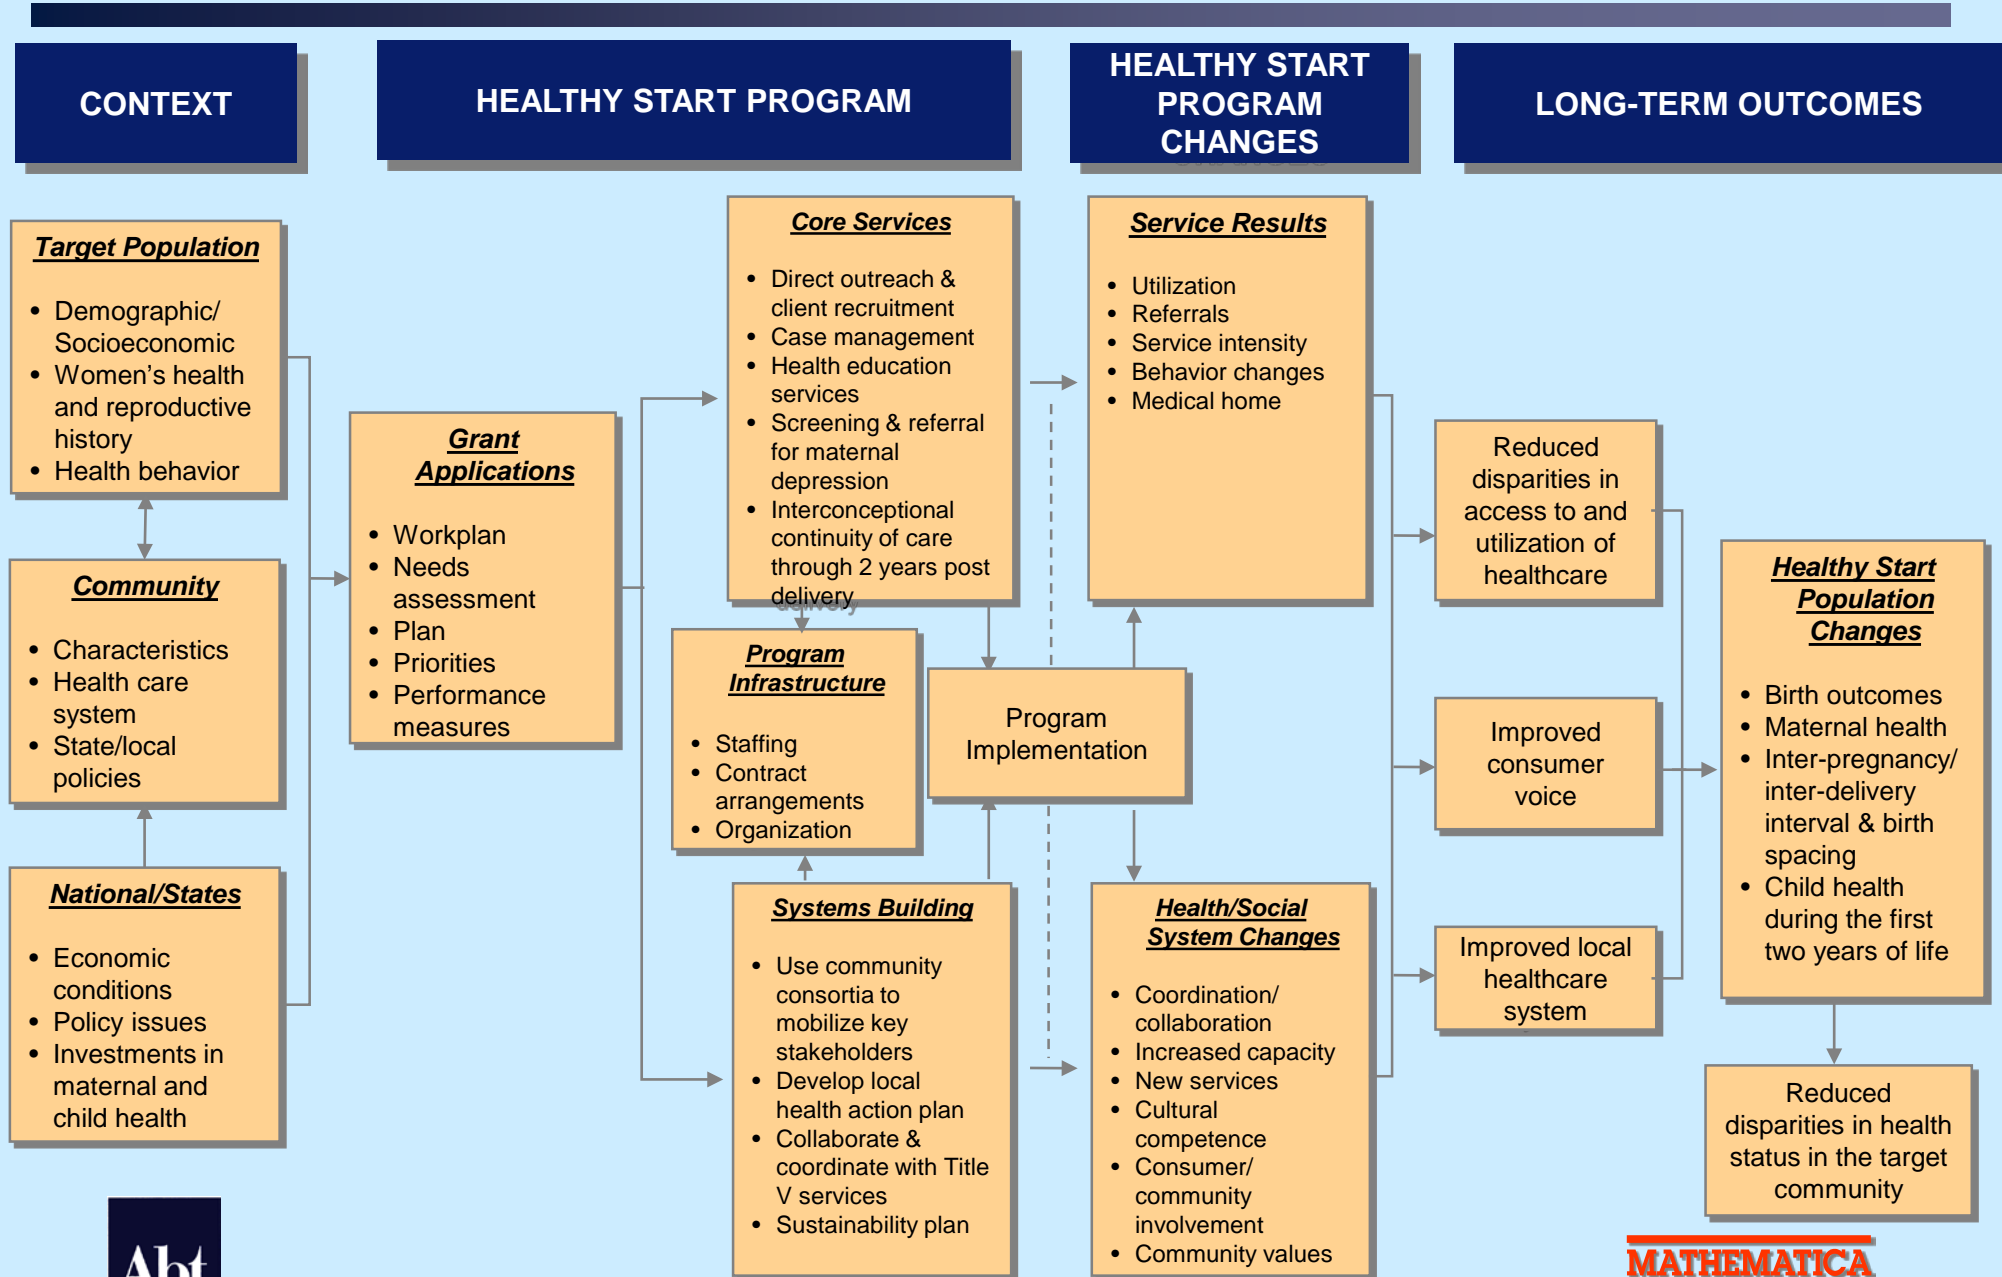 CONTEXT
HEALTHY START PROGRAM
HEALTHY START
PROGRAM
CHANGES
LONG-TERM OUTCOMES
Target Population
• Demographic/
Socioeconomic
• Women’s health
and reproductive
history
• Health behavior
Community
• Characteristics
• Health care
system
• State/local
policies
National/States
• Economic
conditions
• Policy issues
• Investments in
maternal and
child health
Grant
Applications
• Workplan
• Needs
assessment
• Plan
• Priorities
• Performance
measures
Core Services
• Direct outreach &
client recruitment
• Case management
• Health education
services
• Screening & referral
for maternal
depression
• Interconceptional
continuity of care
through 2 years post
delivery
Program
Infrastructure
• Staffing
• Contract
arrangements
• Organization
Program
Implementation
Systems Building
• Use community
consortia to
mobilize key
stakeholders
• Develop local
health action plan
• Collaborate &
coordinate with Title
V services
• Sustainability plan
Service Results
• Utilization
• Referrals
• Service intensity
• Behavior changes
• Medical home
Health/Social
System Changes
• Coordination/
collaboration
• Increased capacity
• New services
• Cultural
competence
• Consumer/
community
involvement
• Community values
Reduced
disparities in
access to and
utilization of
healthcare
Improved
consumer
voice
Improved local
healthcare
system
Healthy Start
Population
Changes
• Birth outcomes
• Maternal health
• Inter-pregnancy/
inter-delivery
interval & birth
spacing
• Child health
during the first
two years of life
Reduced
disparities in health
status in the target
community
Abt
MATHEMATICA